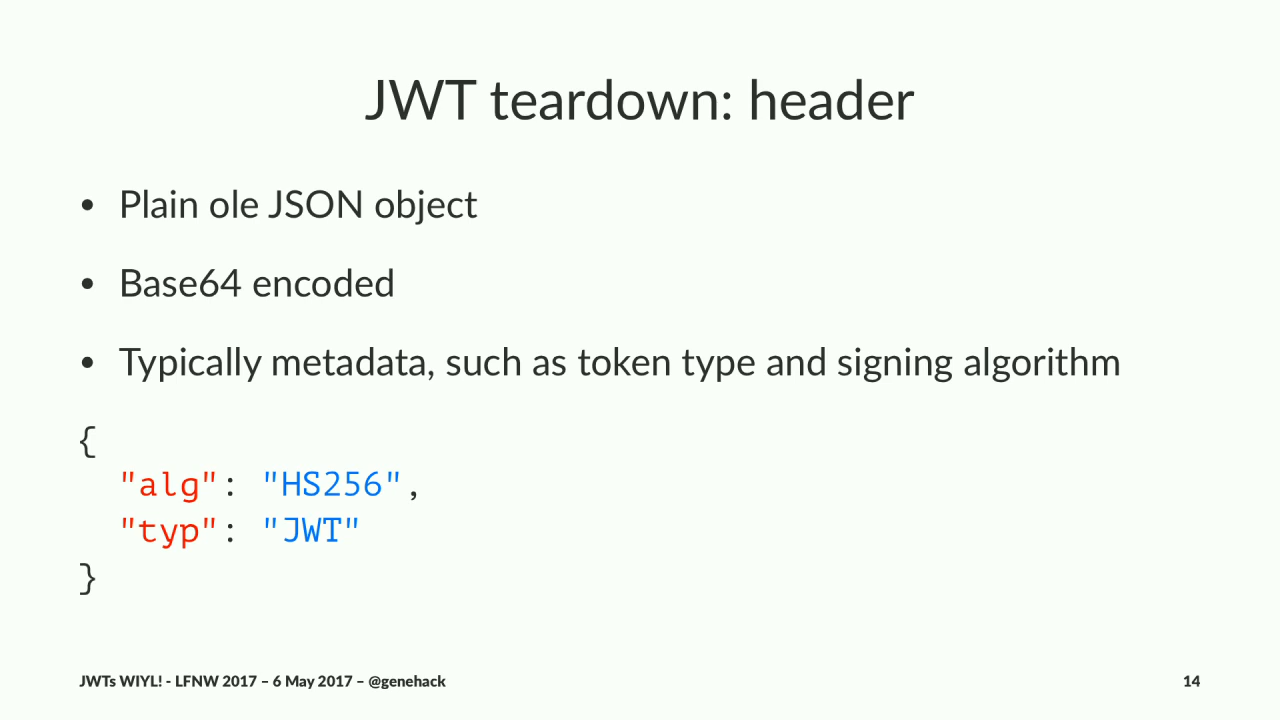 JWT teardown: header
• Plain ole JSON object
• Base64 encoded
• Typically metadata, such as token type and signing algorithm
{
  "alg": "HS256",
  "typ": "JWT"
}
JWTs WIYL! - LFNW 2017 – 6 May 2017 – @genehack
14